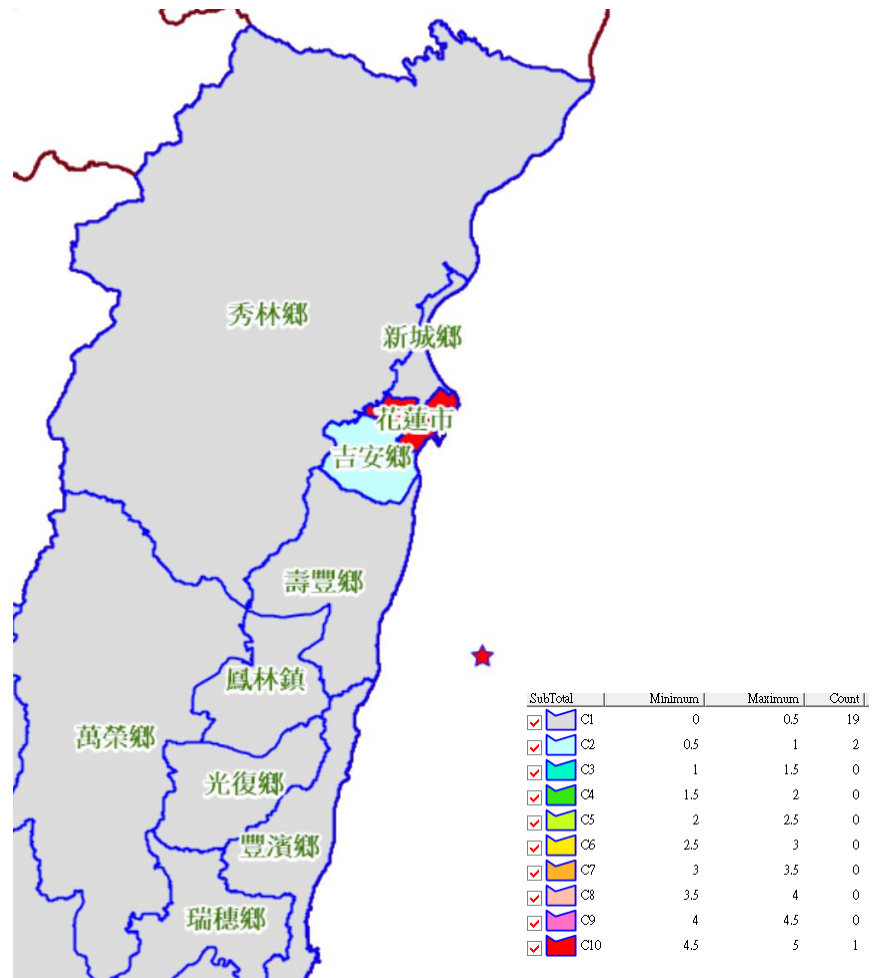 秀林鄉
新城鄉
花蓮市
吉安鄉
壽豐鄉
鳳林鎮
萬榮鄉
光復鄉
豐濱鄉
瑞穗鄉
SubTotal Minimum Maximum Count
C1 0 0.5 19
C2 0.5 1 2
C3 1 1.5 0
C4 1.5 2 0
C5 2 2.5 0
C6 2.5 3 0
C7 3 3.5 0
C8 3.5 4 0
C9 4 4.5 0
C10 4.5 5 1